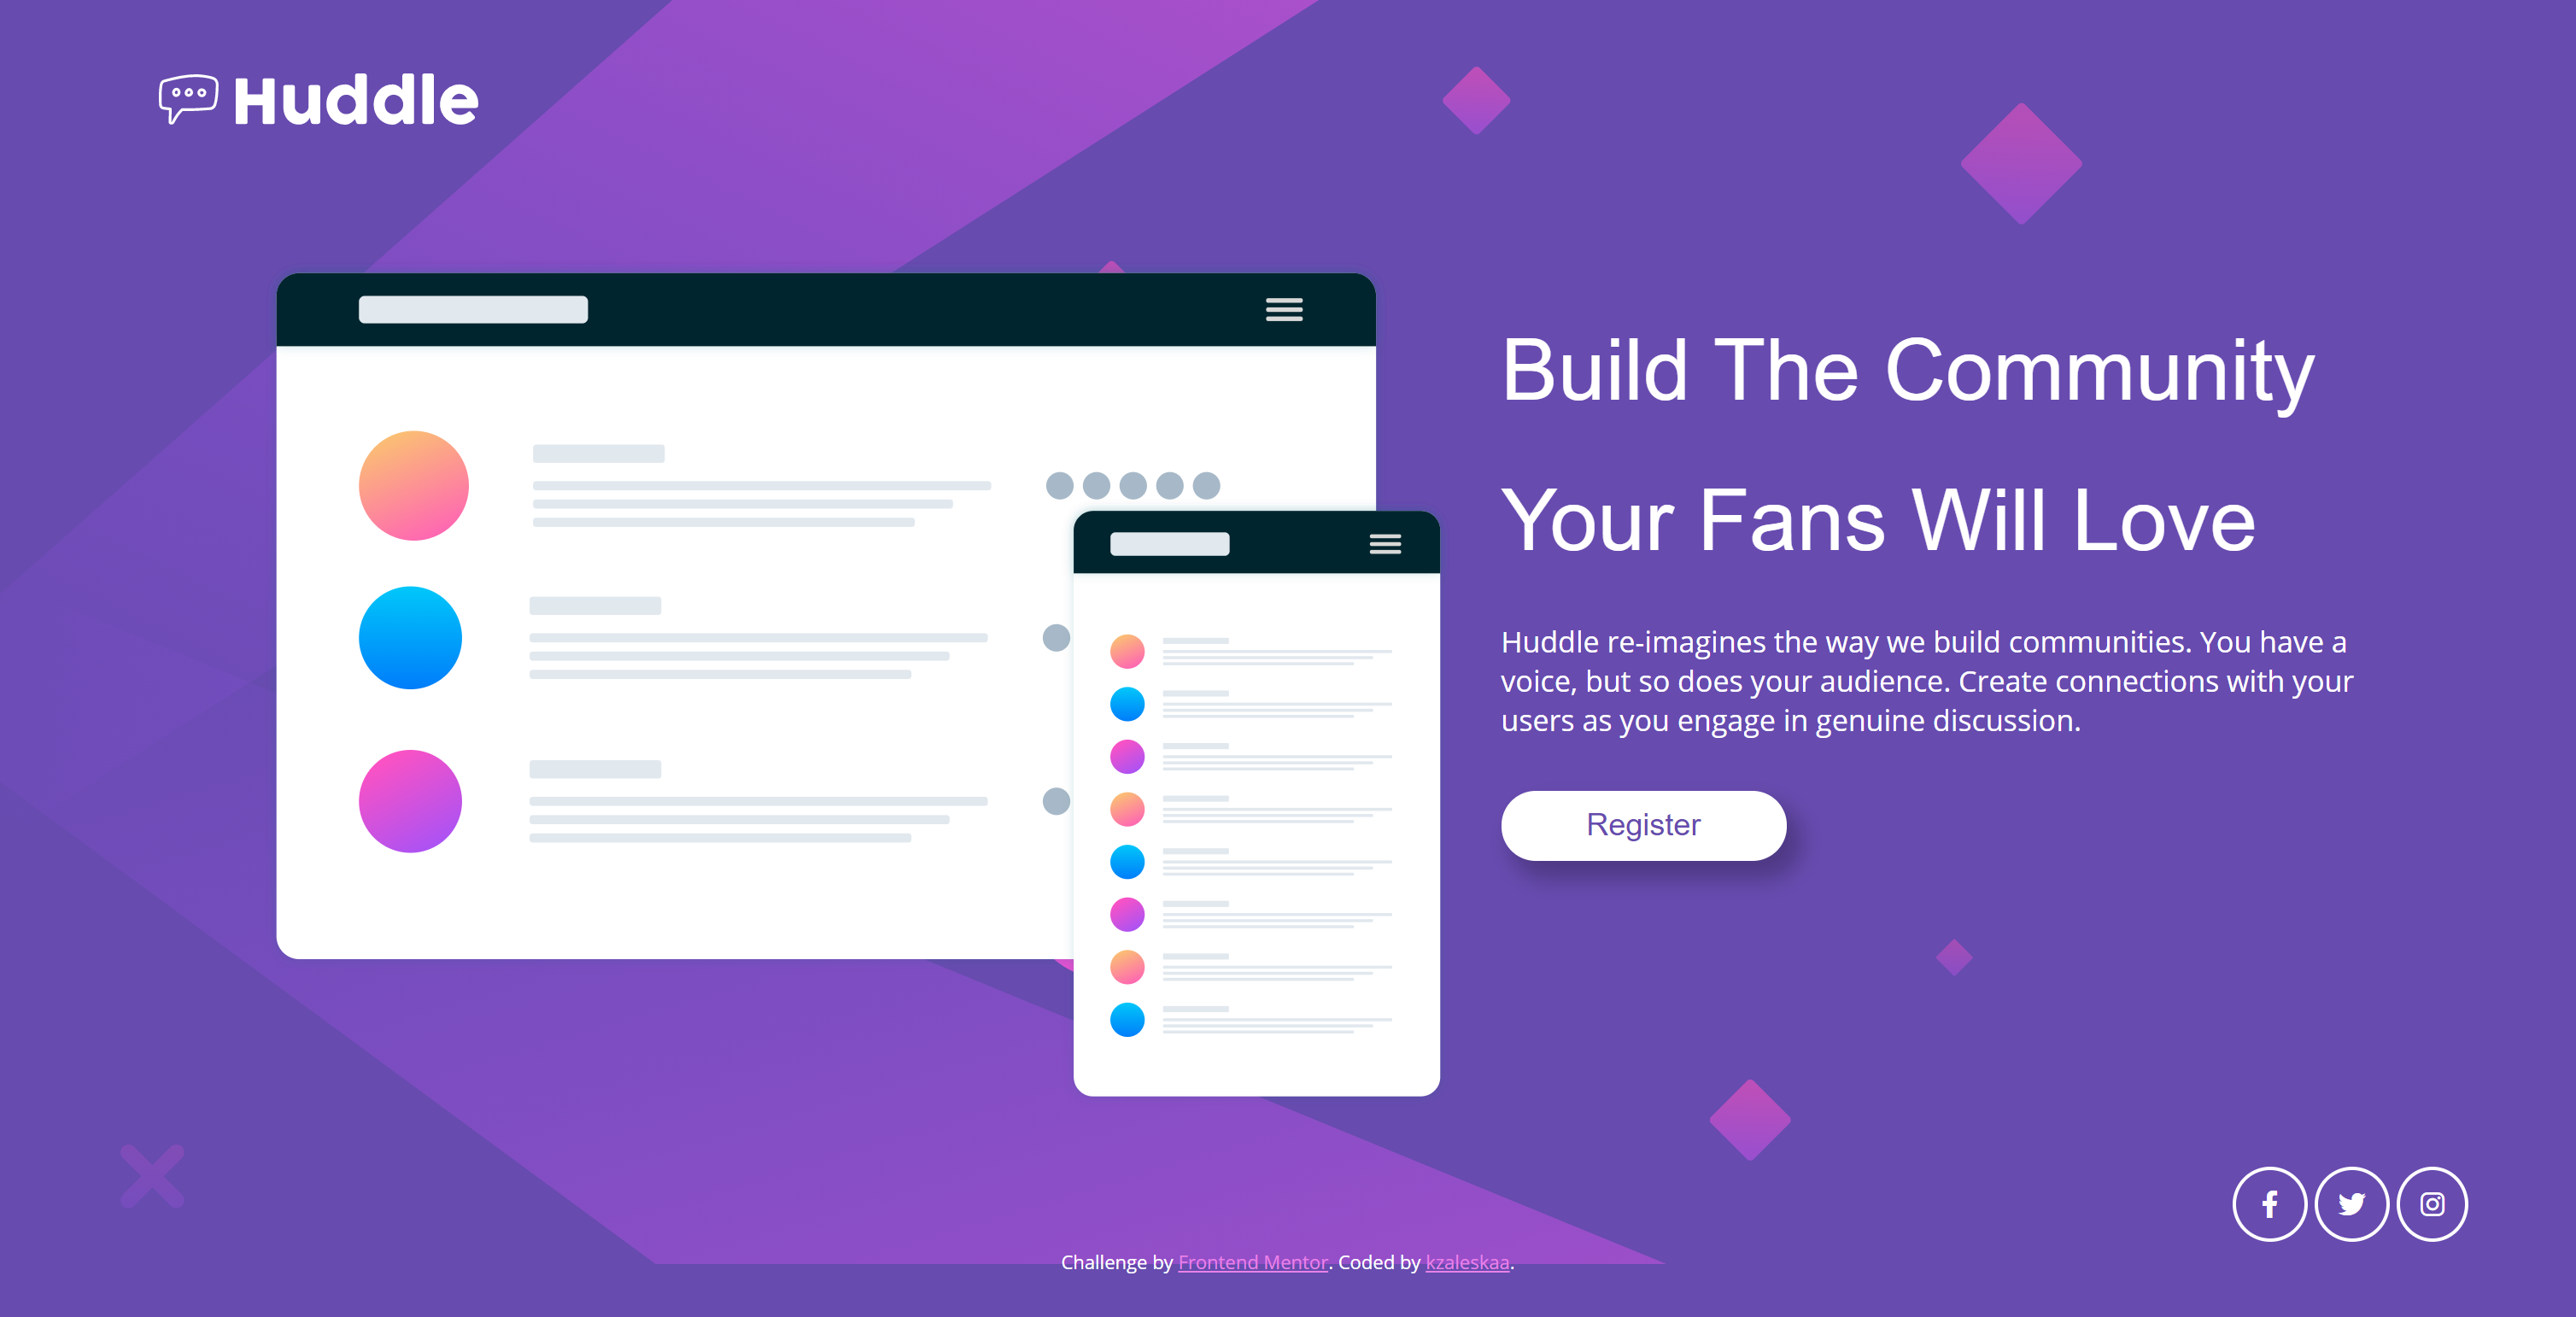 Huddle
Build The Community
Your Fans Will Love
Huddle re-imagines the way we build communities. You have a
voice, but so does your audience. Create connections with your
users as you engage in genuine discussion.
Register
Challenge by Frontend Mentor. Coded by kzaleskaa.